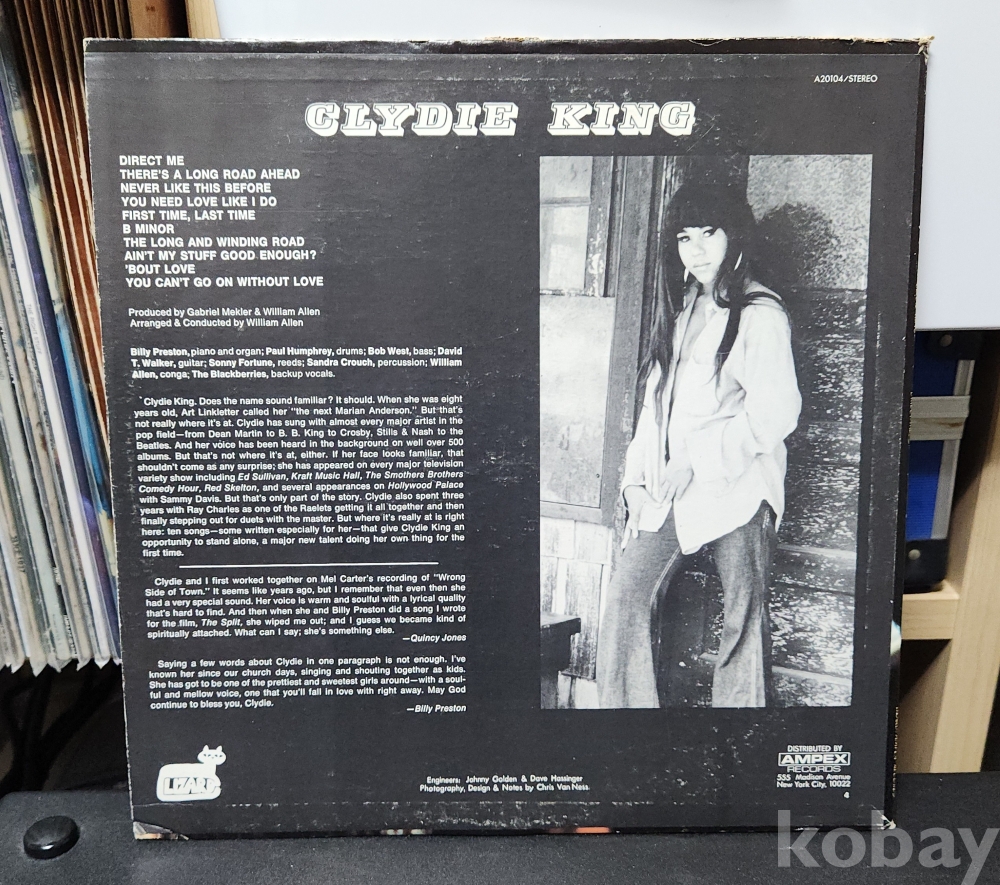 A20104/STEREO
CLYDIE KING
DIRECT ME
THERE'S A LONG ROAD AHEAD
NEVER LIKE THIS BEFORE
YOU NEED LOVE LIKE I DO
FIRST TIME, LAST TIME
B MINOR
THE LONG AND WINDING ROAD
AIN'T MY STUFF GOOD ENOUGH?
'BOUT LOVE
YOU CAN'T GO ON WITHOUT LOVE
Produced by Gabriel Mekler & William Allen
Arranged & Conducted by William Allen
Billy Preston, piano and organ; Paul Humphrey, drums; Bob West, bass; David
T. Walker, guitar; Sonny Fortune, reeds; Sandra Crouch, percussion; William
Allen, conga; The Blackberries, backup vocals.
Clydie King. Does the name sound familiar? It should. When she was eight
years old, Art Linkletter called her "the next Marian Anderson." But that's
not really where it's at. Clydie has sung with almost every major artist in the
pop field—from Dean Martin to B. B. King to Crosby, Stills & Nash to the
Beatles. And her voice has been heard in the background on well over 500
albums. But that's not where it's at, either. If her face looks familiar, that
shouldn't come as any surprise; she has appeared on every major television
variety show including Ed Sullivan, Kraft Music Hall, The Smothers Brothers
Comedy Hour, Red Skelton, and several appearances on Hollywood Palace
with Sammy Davis. But that's only part of the story. Clydie also spent three
years with Ray Charles as one of the Raelets getting it all together and then
finally stepping out for duets with the master. But where it's really at is right
here: ten songs—some written especially for her—that give Clydie King an
opportunity to stand alone, a major new talent doing her own thing for the
first time.
Clydie and I first worked together on Mel Carter's recording of "Wrong
Side of Town." It seems like years ago, but I remember that even then she
had a very special sound. Her voice is warm and soulful with a lyrical quality
that's hard to find. And then when she and Billy Preston did a song I wrote
for the film, The Split, she wiped me out; and I guess we became kind of
spiritually attached. What can I say; she's something else.
—Quincy Jones
Saying a few words about Clydie in one paragraph is not enough. I've
known her since our church days, singing and shouting together as kids.
She has got to be one of the prettiest and sweetest girls around—with a soul-
ful and mellow voice, one that you'll fall in love with right away. May God
continue to bless you, Clydie.
—Billy Preston
LIZARD
Engineers: Johnny Golden & Dave Hassinger
Photography, Design & Notes by Chris Van Ness
DISTRIBUTED BY
AMPEX
RECORDS
555 Madison Avenue
New York City, 10022
4
kobay